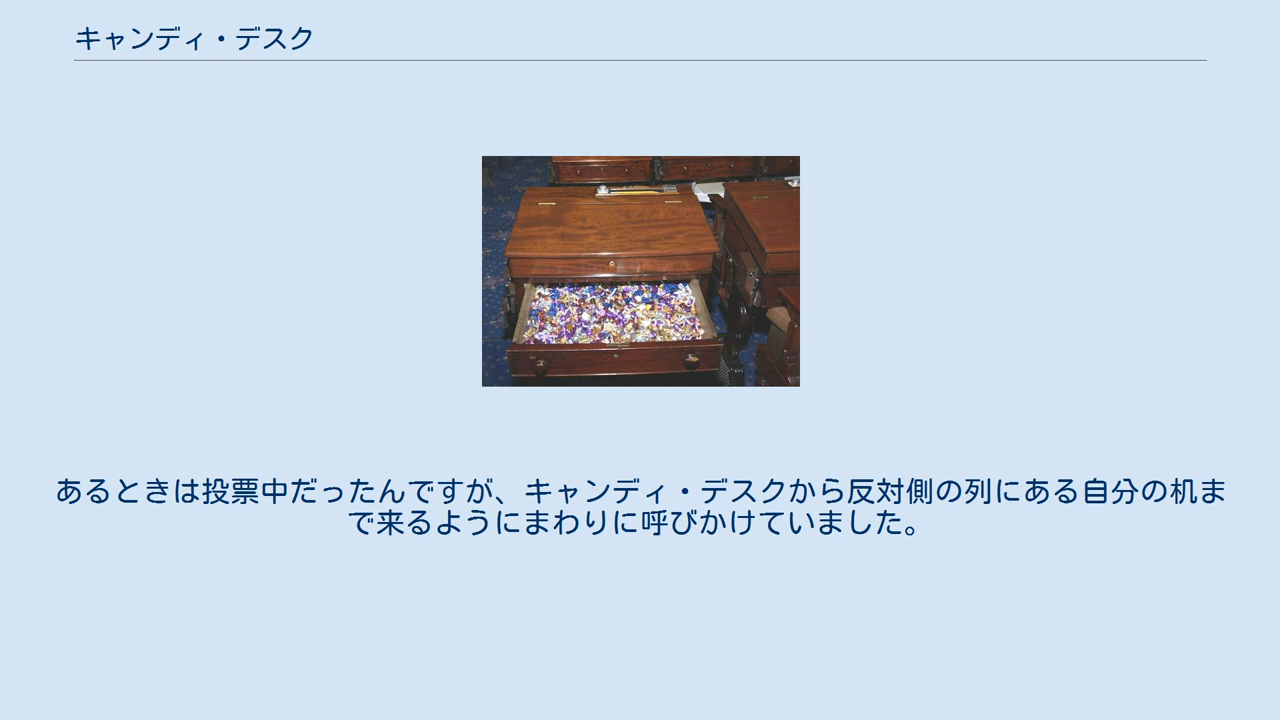 キャンディ・デスク
あるときは投票中だったんですが、キャンディ・デスクから反対側の列にある自分の机ま
で来るようにまわりに呼びかけていました。